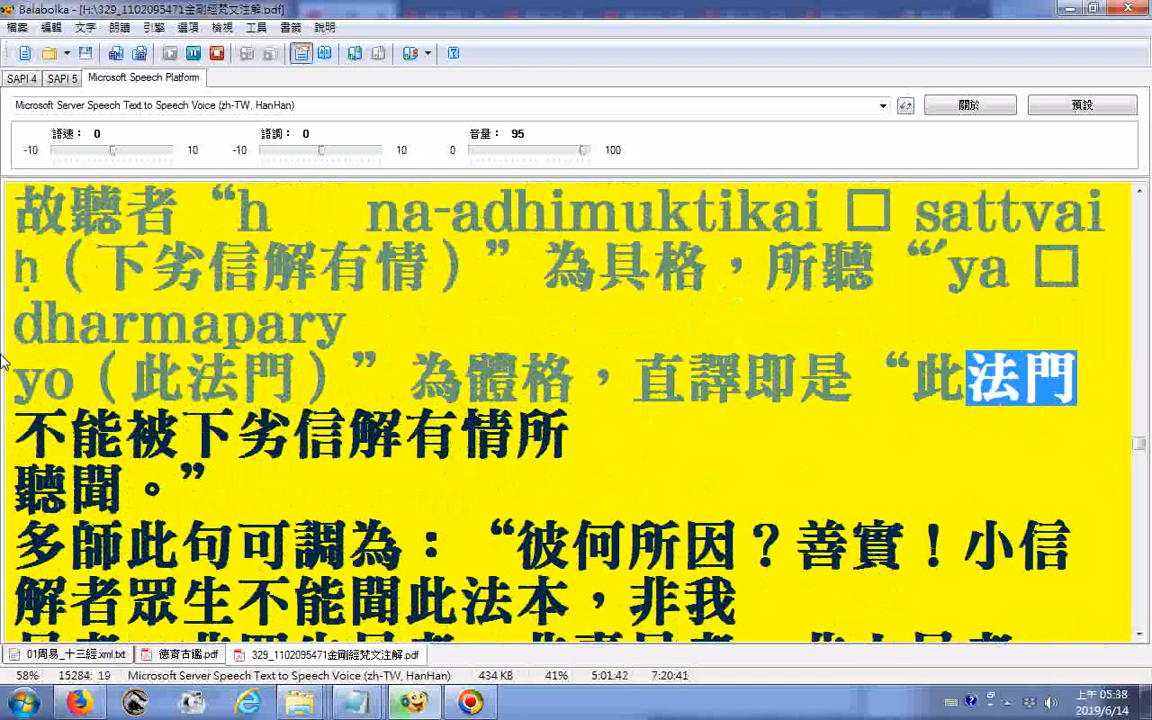 Balabolka - [H:\329_1102095471金剛經梵文注解.pdf]
檔案 編輯 文字 朗讀 引擎 選項 檢視 工具 書籤 說明
SAPI 4 SAPI 5 Microsoft Speech Platform
Microsoft Server Speech Text to Speech Voice (zh-TW, HanHan) 關於 預設
語速： 0 語調： 0 音量： 95
-10 10 -10 10 0 100
故聽者“h na-adhimuktikai □ sattvai
ḥ（下劣信解有情）”為具格，所聽“′ya □
dharmapary
yo（此法門）”為體格，直譯即是“此法門
不能被下劣信解有情所
聽聞。”
多師此句可調為：“彼何所因？善實！小信
解者眾生不能聞此法本，非我
01周易_十三經.xml.txt 德育古鑑.pdf 329_1102095471金剛經梵文注解.pdf
58% 15284: 19 Microsoft Server Speech Text to Speech Voice (zh-TW, HanHan) 434 KB 41% 5:01:42 7:20:41
上午 05:38
2019/6/14